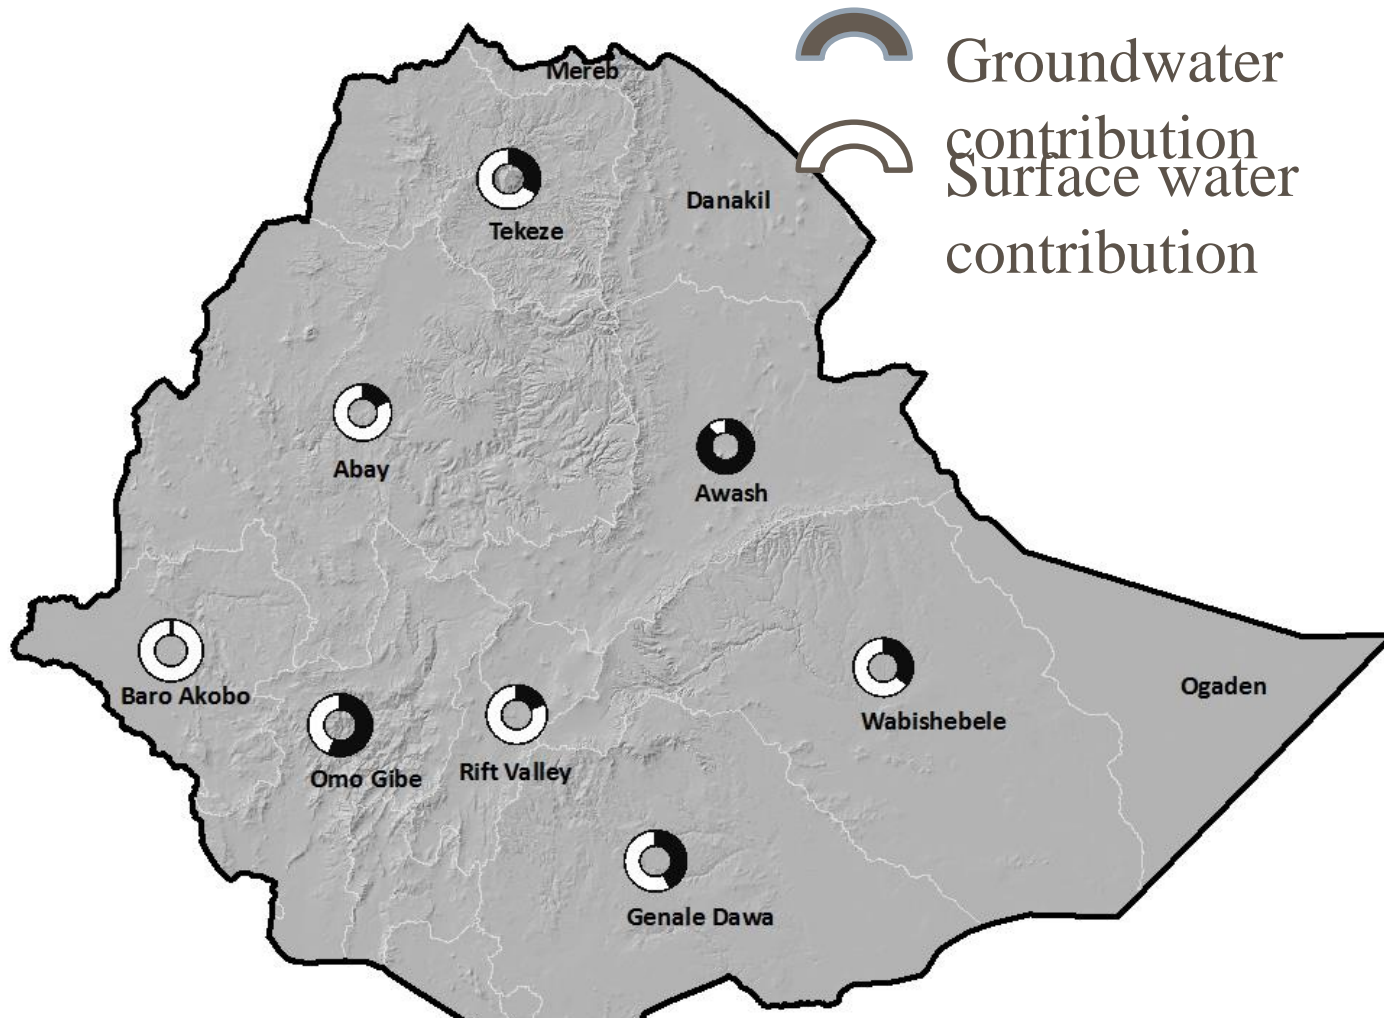 Groundwater
contribution
Surface water
contribution
Mereb
Danakil
Tekeze
Abay
Awash
Baro Akobo
Ogaden
Wabishebele
Omo Gibe
Rift Valley
Genale Dawa